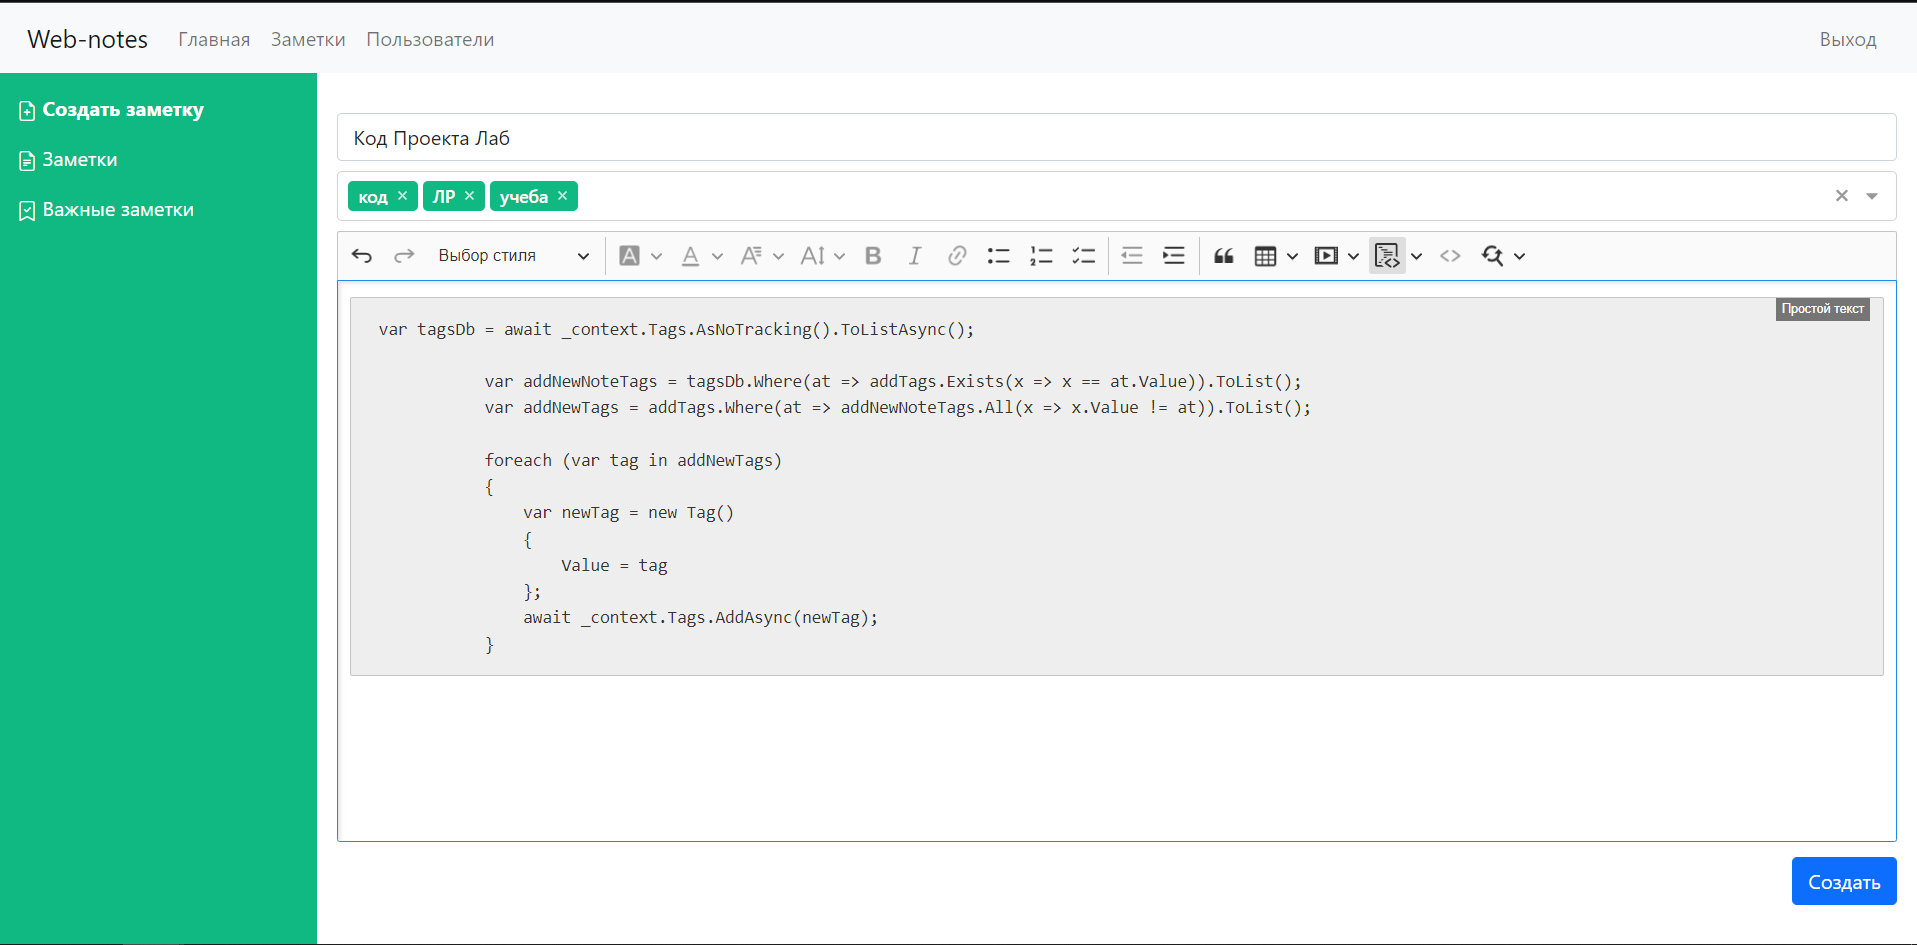 Web-notes Главная Заметки Пользователи Выход
Создать заметку
Заметки
Важные заметки
Код Проекта Лаб
код × ЛР × учеба ×
Выбор стиля
Простой текст
var tagsDb = await _context.Tags.AsNoTracking().ToListAsync();
var addNewNoteTags = tagsDb.Where(at => addTags.Exists(x => x == at.Value)).ToList();
var addNewTags = addTags.Where(at => addNewNoteTags.All(x => x.Value != at)).ToList();
foreach (var tag in addNewTags)
{
var newTag = new Tag()
{
Value = tag
};
await _context.Tags.AddAsync(newTag);
}
Создать